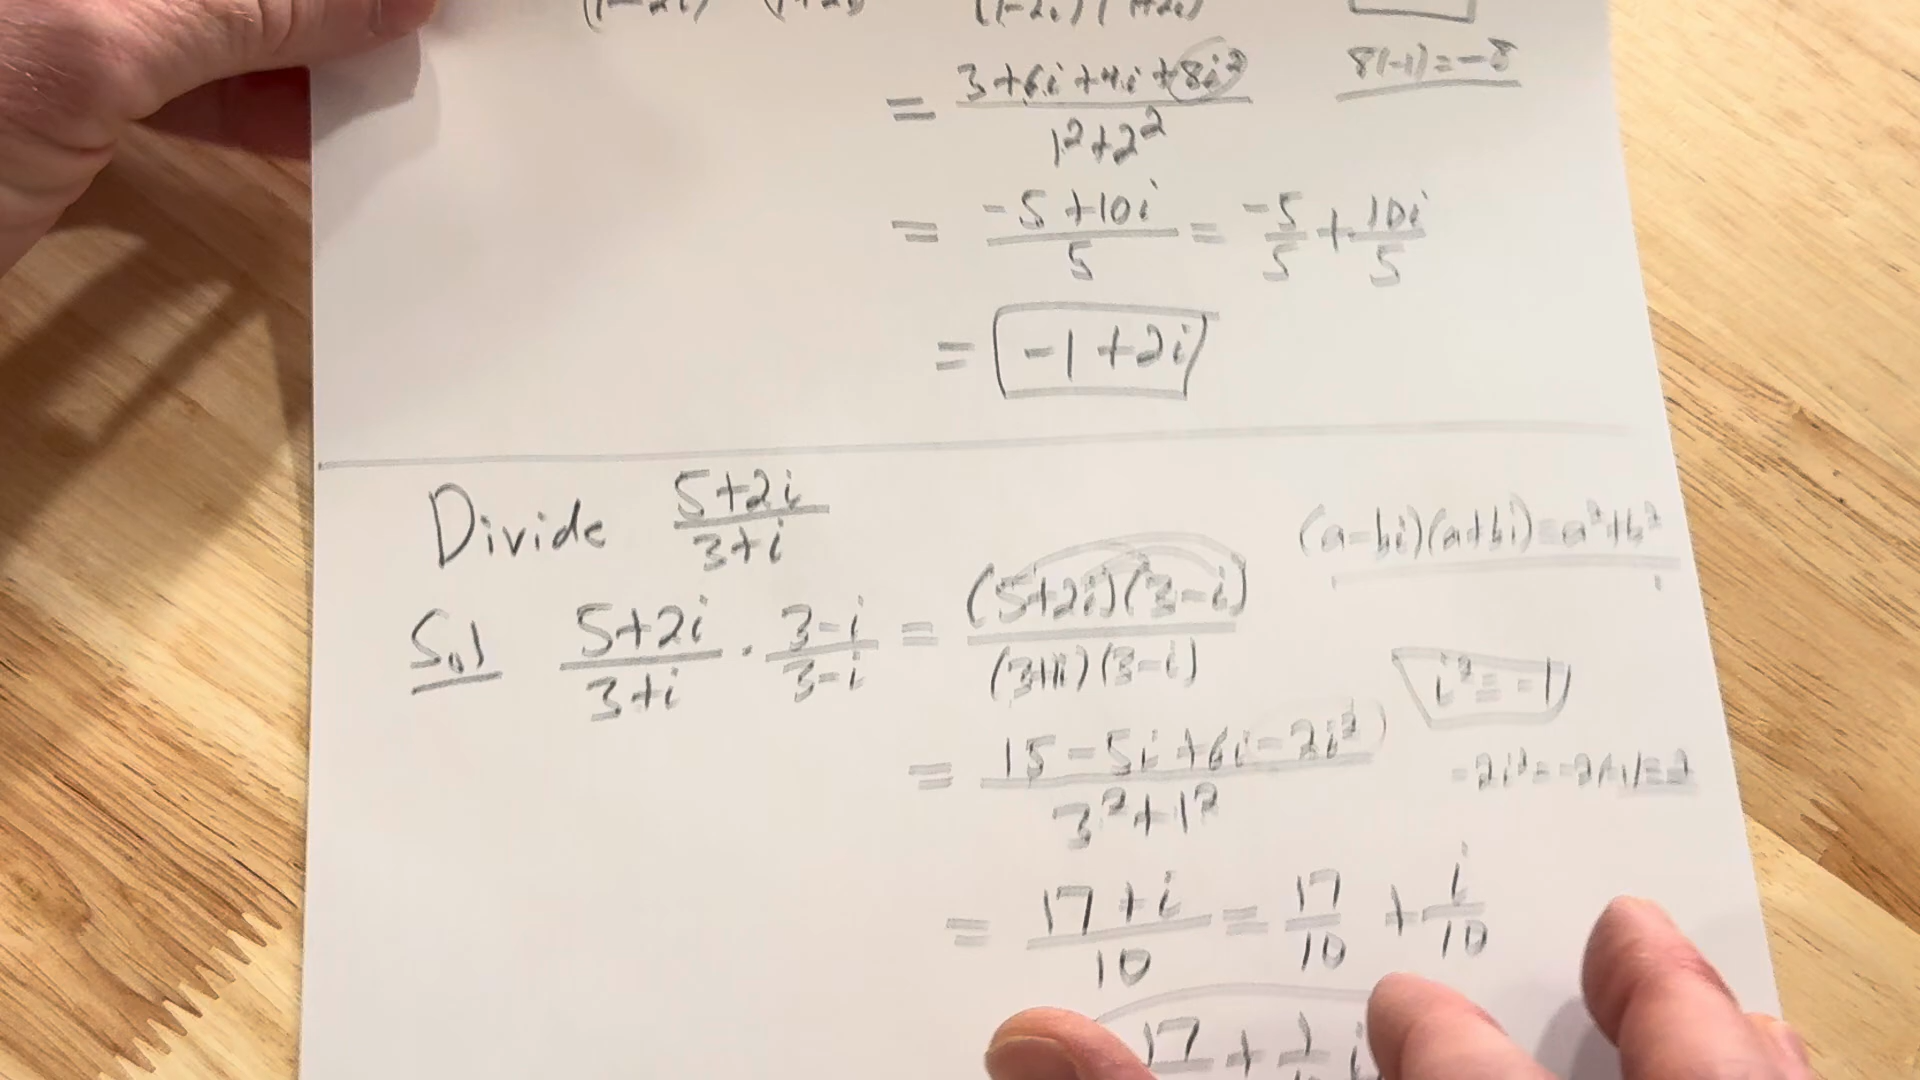 8(-1)=-8
= (3+6i+4i+8i²)/(1²+2²)
= (-5+10i)/5 = -5/5 + 10i/5
= -1+2i
Divide (5+2i)/(3+i)
(a-bi)(a+bi)=a²+b²
Sol (5+2i)/(3+i) · (3-i)/(3-i) = ((5+2i)(3-i))/((3+i)(3-i))
i²=-1
= (15-5i+6i-2i²)/(3²+1²)
-2i²=-2(-1)=2
= (17+i)/10 = 17/10 + i/10